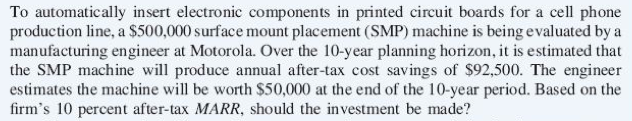 To automatically insert electronic components in printed circuit boards for a cell phone
production line, a $500,000 surface mount placement (SMP) machine is being evaluated by a
manufacturing engineer at Motorola. Over the 10-year planning horizon, it is estimated that
the SMP machine will produce annual after-tax cost savings of $92,500. The engineer
estimates the machine will be worth $50,000 at the end of the 10-year period. Based on the
firm's 10 percent after-tax MARR, should the investment be made?